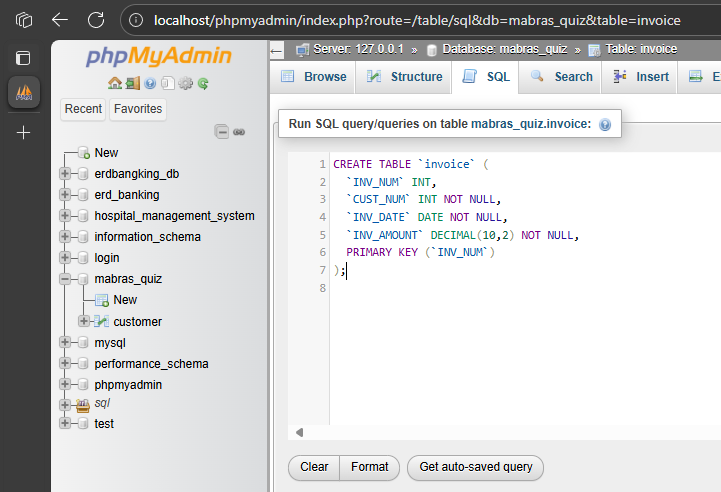 localhost/phpmyadmin/index.php?route=/table/sql&db=mabras_quiz&table=invoice
phpMyAdmin
Recent Favorites
New
erdbangking_db
erd_banking
hospital_management_system
information_schema
login
mabras_quiz
New
customer
mysql
performance_schema
phpmyadmin
sql
test
Server: 127.0.0.1 » Database: mabras_quiz » Table: invoice
Browse Structure SQL Search Insert E
Run SQL query/queries on table mabras_quiz.invoice:
1 CREATE TABLE `invoice` (
2 `INV_NUM` INT,
3 `CUST_NUM` INT NOT NULL,
4 `INV_DATE` DATE NOT NULL,
5 `INV_AMOUNT` DECIMAL(10,2) NOT NULL,
6 PRIMARY KEY (`INV_NUM`)
7 );
8
Clear Format Get auto-saved query